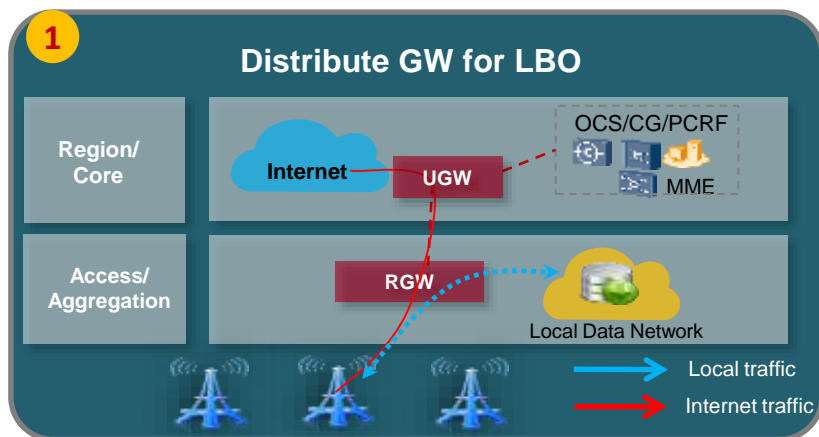 1
Distribute GW for LBO
Region/
Core
Internet
UGW
OCS/CG/PCRF
MME
Access/
Aggregation
RGW
Local Data Network
Local traffic
Internet traffic